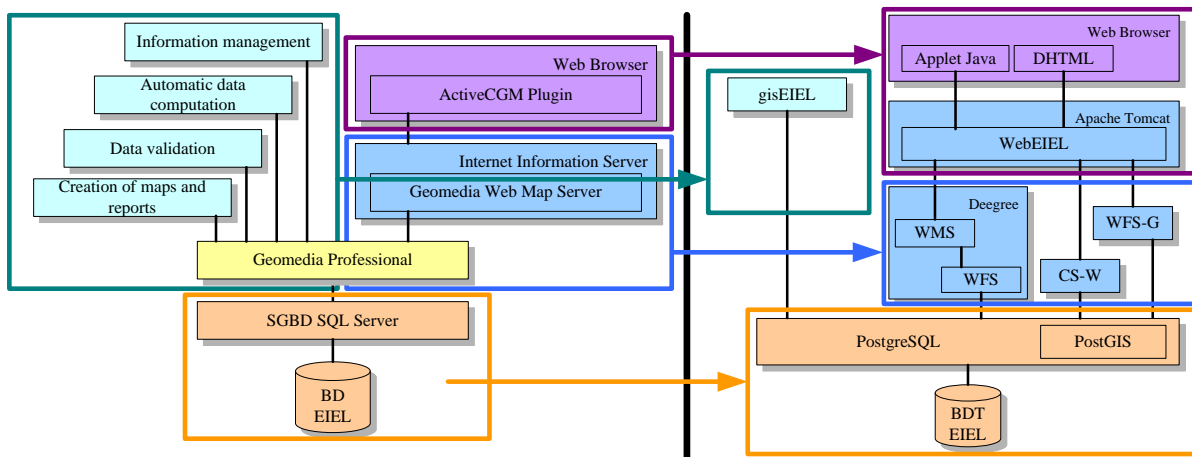 Information management
Automatic data
computation
Data validation
Creation of maps and
reports
Geomedia Professional
Web Browser
ActiveCGM Plugin
Internet Information Server
Geomedia Web Map Server
SGBD SQL Server
BD
EIEL
gisEIEL
Web Browser
Applet Java
DHTML
Apache Tomcat
WebEIEL
Deegree
WMS
WFS
WFS-G
CS-W
PostgreSQL
PostGIS
BDT
EIEL